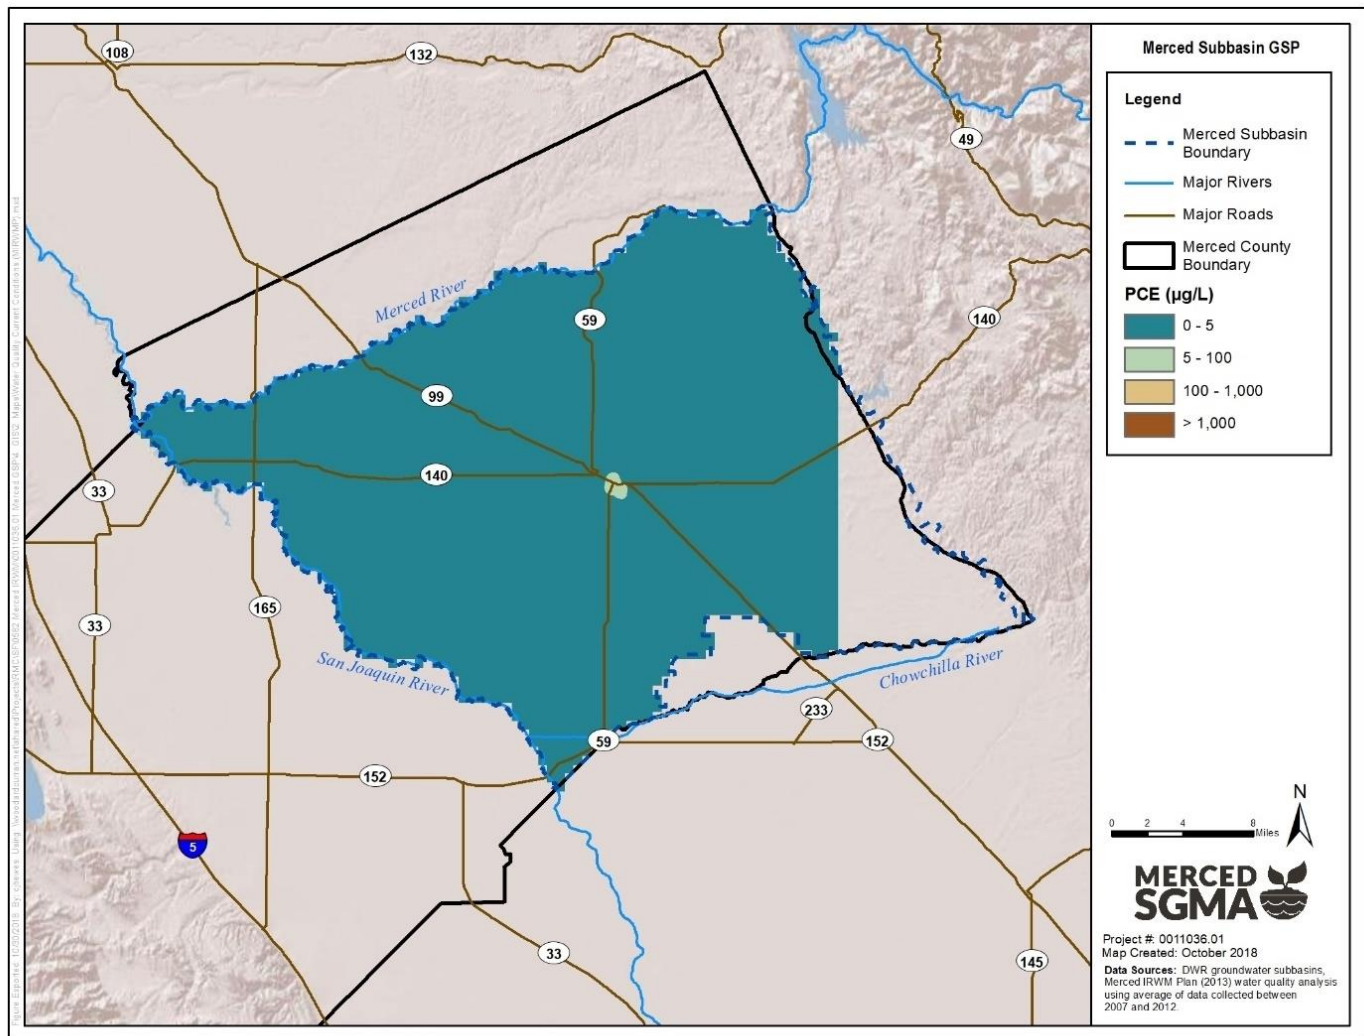 Merced Subbasin GSP
Legend
Merced Subbasin
Boundary
Major Rivers
Major Roads
Merced County
Boundary
PCE (µg/L)
0 - 5
5 - 100
100 - 1,000
> 1,000
108
132
49
Merced River
59
140
99
140
33
165
33
San Joaquin River
Chowchilla River
233
59
152
152
5
33
145
N
0 2 4 8
Miles
MERCED
SGMA
Project #: 0011036.01
Map Created: October 2018
Data Sources: DWR groundwater subbasins,
Merced IRWM Plan (2013) water quality analysis
using average of data collected between
2007 and 2012.